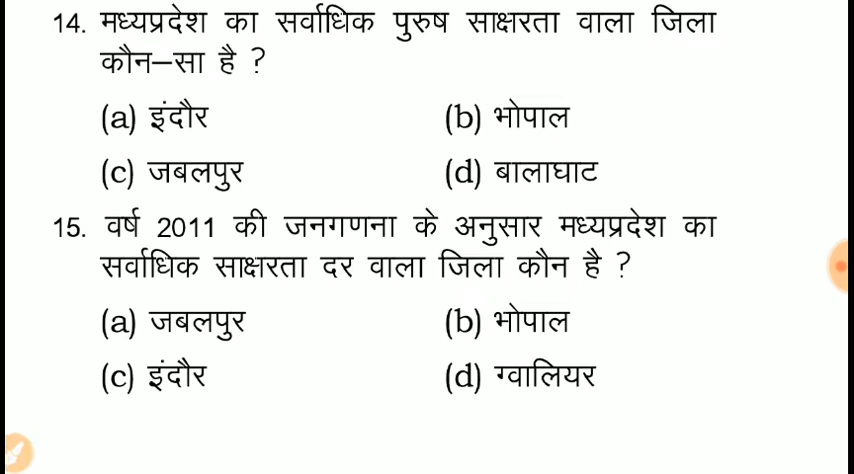 14. मध्यप्रदेश का सर्वाधिक पुरुष साक्षरता वाला जिला
कौन–सा है ?
(a) इंदौर (b) भोपाल
(c) जबलपुर (d) बालाघाट
15. वर्ष 2011 की जनगणना के अनुसार मध्यप्रदेश का
सर्वाधिक साक्षरता दर वाला जिला कौन है ?
(a) जबलपुर (b) भोपाल
(c) इंदौर (d) ग्वालियर